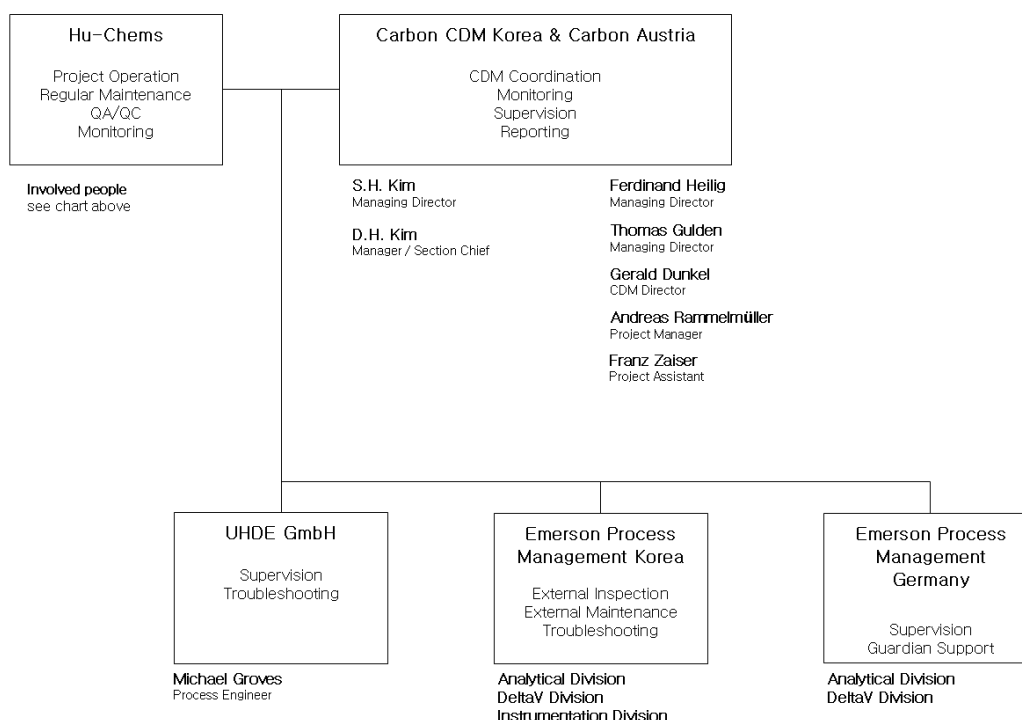 Hu-Chems
Project Operation
Regular Maintenance
QA/QC
Monitoring
Involved people
see chart above
Carbon CDM Korea & Carbon Austria
CDM Coordination
Monitoring
Supervision
Reporting
S.H. Kim
Managing Director
D.H. Kim
Manager / Section Chief
Ferdinand Heilig
Managing Director
Thomas Gulden
Managing Director
Gerald Dunkel
CDM Director
Andreas Rammelmüller
Project Manager
Franz Zaiser
Project Assistant
UHDE GmbH
Supervision
Troubleshooting
Michael Groves
Process Engineer
Emerson Process
Management Korea
External Inspection
External Maintenance
Troubleshooting
Analytical Division
DeltaV Division
Instrumentation Division
Emerson Process
Management
Germany
Supervision
Guardian Support
Analytical Division
DeltaV Division